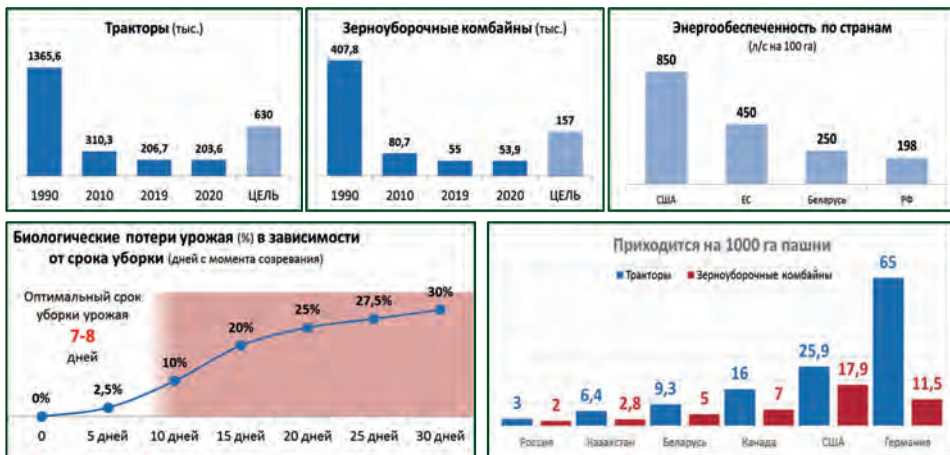 Тракторы (тыс.)
1365,6
310,3
206,7
203,6
630
1990
2010
2019
2020
ЦЕЛЬ
Зерноуборочные комбайны (тыс.)
407,8
80,7
55
53,9
157
1990
2010
2019
2020
ЦЕЛЬ
Энергообеспеченность по странам
(л/с на 100 га)
850
450
250
198
США
ЕС
Беларусь
РФ
Биологические потери урожая (%) в зависимости
от срока уборки (дней с момента созревания)
Оптимальный срок
уборки урожая
7-8
дней
0%
2,5%
10%
20%
25%
27,5%
30%
0
5 дней
10 дней
15 дней
20 дней
25 дней
30 дней
Приходится на 1000 га пашни
Тракторы
Зерноуборочные комбайны
3
2
6,4
2,8
9,3
5
16
7
25,9
17,9
65
11,5
Россия
Казахстан
Беларусь
Канада
США
Германия